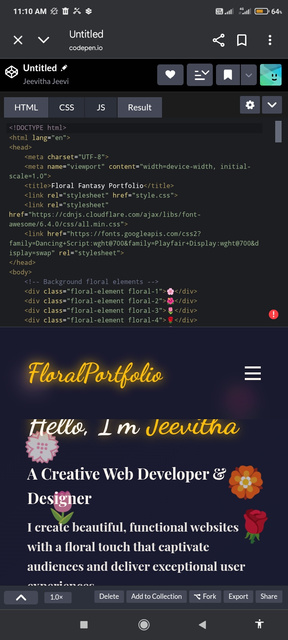 11:10 AM
64
Untitled
codepen.io
Untitled
Jeevitha Jeevi
HTML
CSS
JS
Result
<!DOCTYPE html>
<html lang="en">
<head>
<meta charset="UTF-8">
<meta name="viewport" content="width=device-width, initial-
scale=1.0">
<title>Floral Fantasy Portfolio</title>
<link rel="stylesheet" href="style.css">
<link rel="stylesheet"
href="https://cdnjs.cloudflare.com/ajax/libs/font-
awesome/6.4.0/css/all.min.css">
<link href="https://fonts.googleapis.com/css2?
family=Dancing+Script:wght@700&family=Playfair+Display:wght@700&d
isplay=swap" rel="stylesheet">
</head>
<body>
<!-- Background floral elements -->
<div class="floral-element floral-1">🌸</div>
<div class="floral-element floral-2">🌺</div>
<div class="floral-element floral-3">🌷</div>
<div class="floral-element floral-4">🌹</div>
FloralPortfolio
Hello, I'm Jeevitha
A Creative Web Developer &
Designer
I create beautiful, functional websites
with a floral touch that captivate
audiences and deliver exceptional user
experiences
1.0×
Delete
Add to Collection
Fork
Export
Share